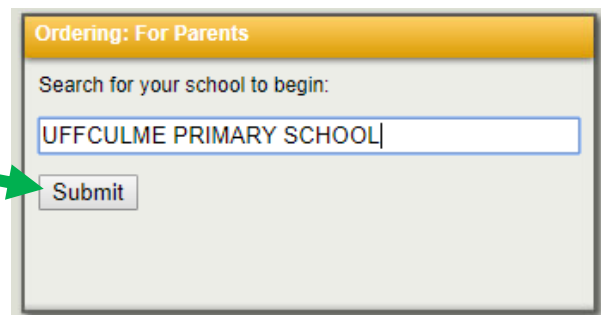 Ordering: For Parents
Search for your school to begin:
UFFCULME PRIMARY SCHOOL
Submit